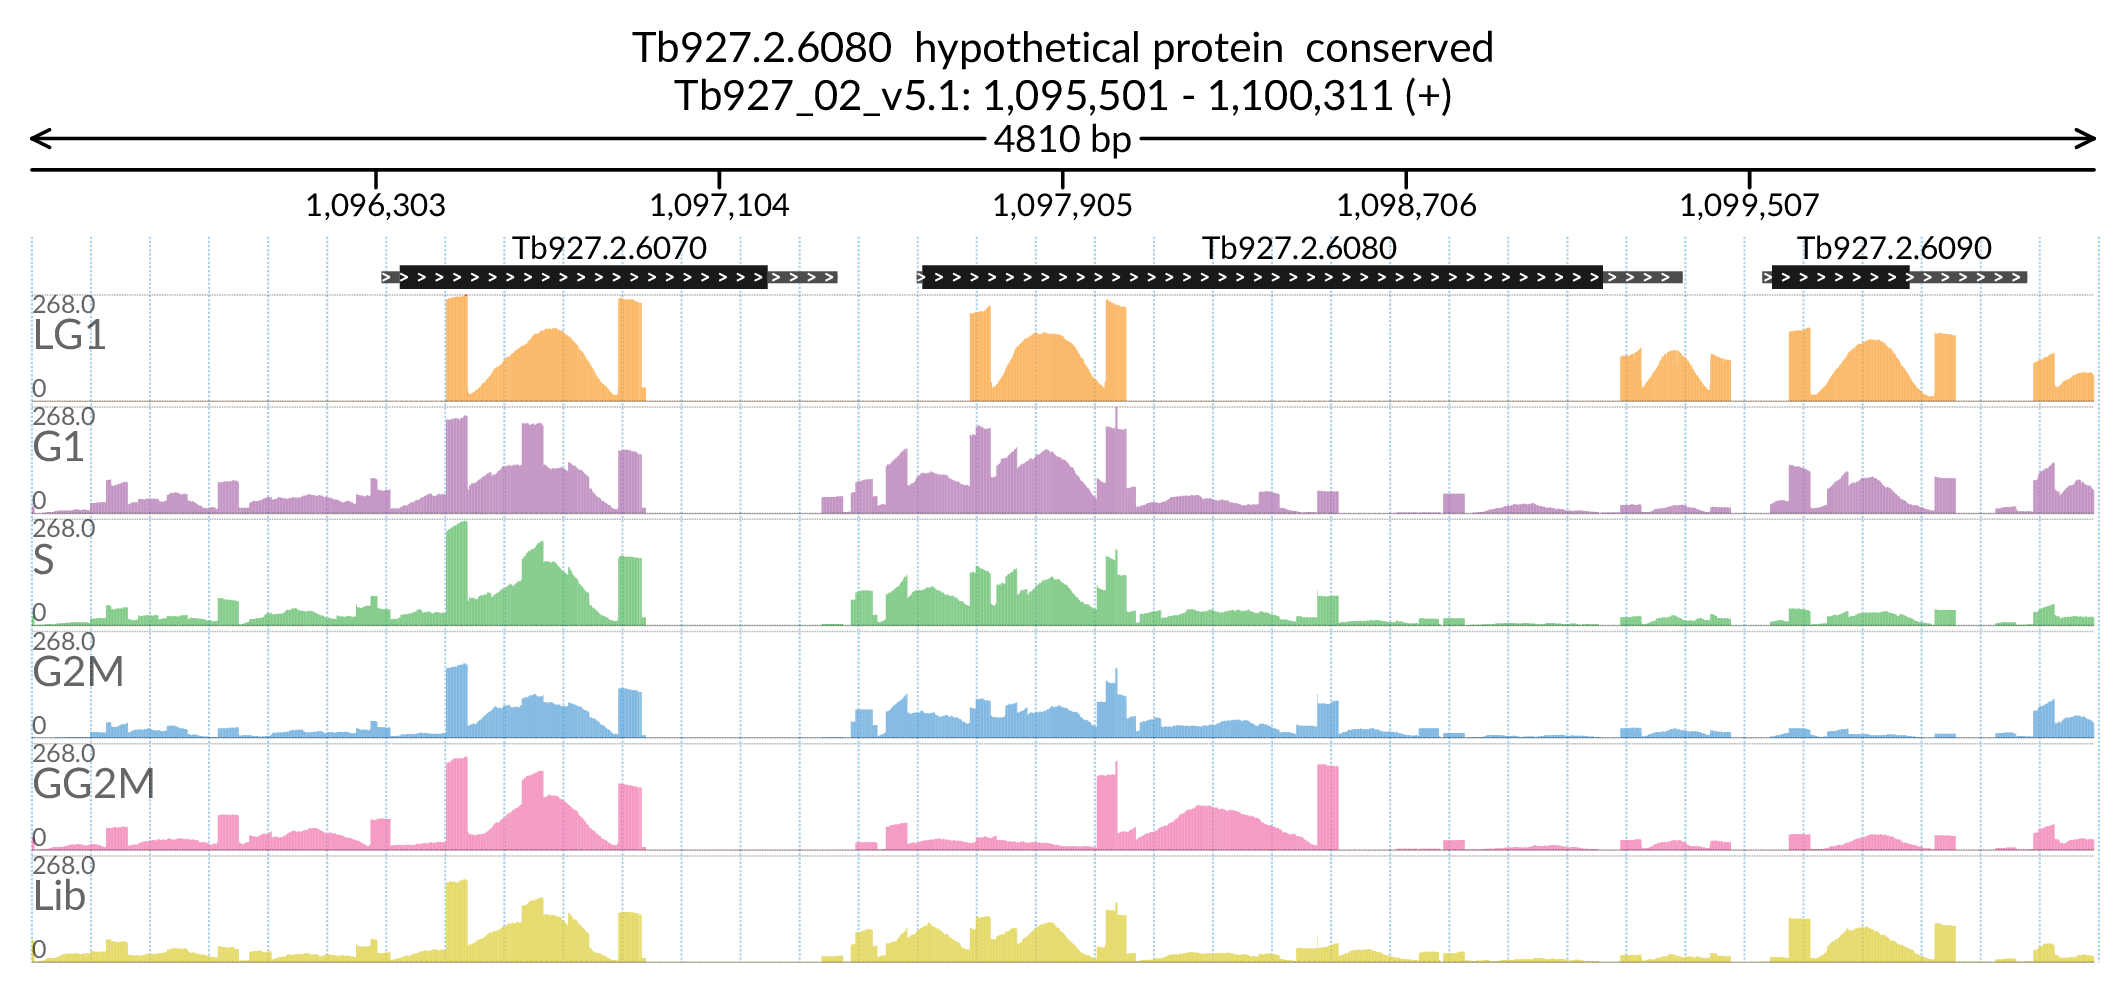 Tb927.2.6080  hypothetical protein  conserved
Tb927_02_v5.1: 1,095,501 - 1,100,311 (+)
4810 bp
1,096,303 1,097,104 1,097,905 1,098,706 1,099,507
Tb927.2.6070 Tb927.2.6080 Tb927.2.6090
268.0
LG1
0
268.0
G1
0
268.0
S
0
268.0
G2M
0
268.0
GG2M
0
268.0
Lib
0